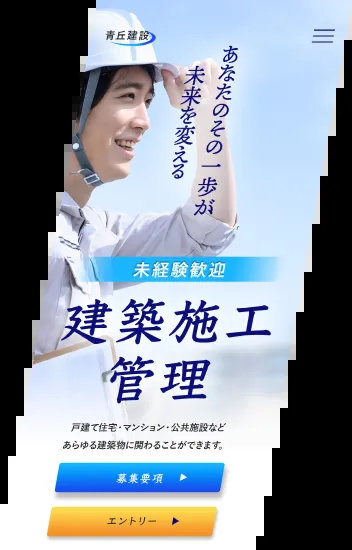 青丘建設
あなたのその一歩が
未来を変える
未経験歓迎
建築施工
管理
戸建て住宅・マンション・公共施設など
あらゆる建築物に関わることができます。
募集要項
エントリー